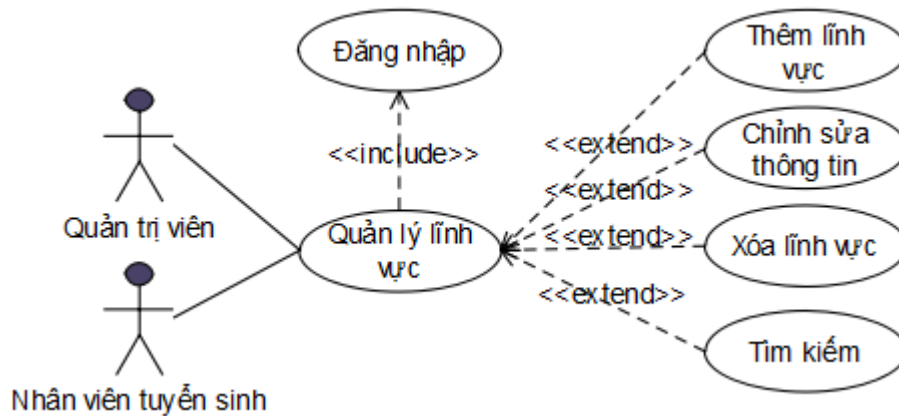 Đăng nhập
Thêm lĩnh
vực
<<include>>
<<extend>>
Chỉnh sửa
thông tin
<<extend>>
Quản trị viên
Quản lý lĩnh
vực
<<extend>>
Xóa lĩnh vực
<<extend>>
Tìm kiếm
Nhân viên tuyển sinh